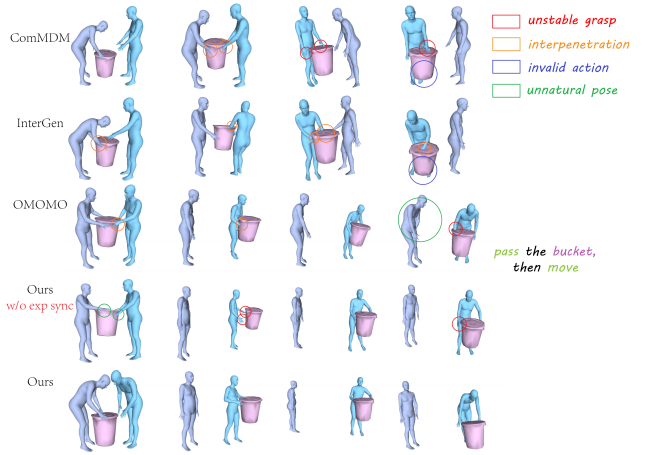 ComMDM
unstable grasp
interpenetration
invalid action
unnatural pose
InterGen
OMOMO
pass the bucket,
then move
Ours
w/o exp sync
Ours